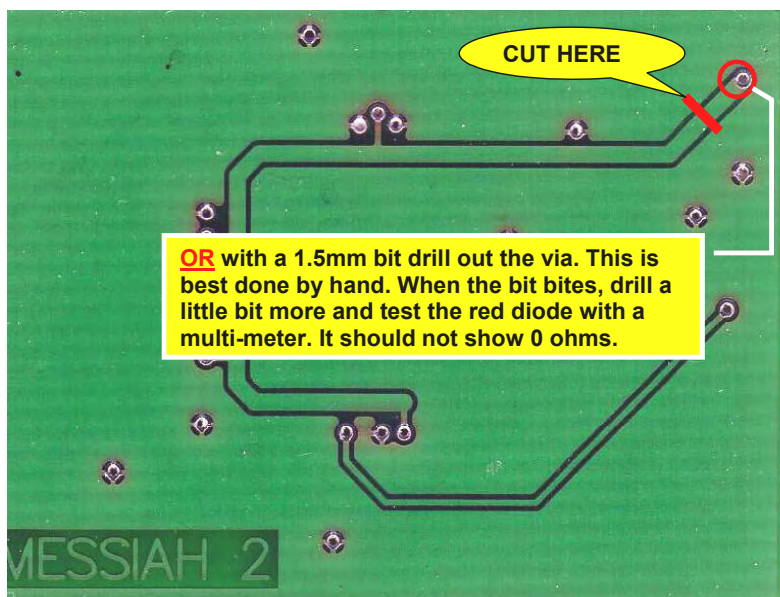 CUT HERE
OR with a 1.5mm bit drill out the via. This is
best done by hand. When the bit bites, drill a
little bit more and test the red diode with a
multi-meter. It should not show 0 ohms.
MESSIAH 2